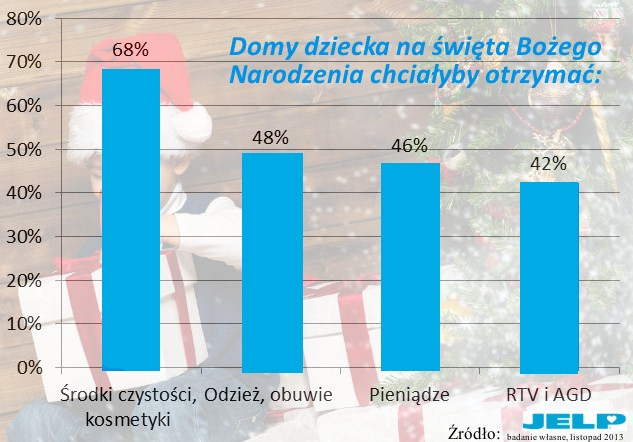 Domy dziecka na święta Bożego
Narodzenia chciałyby otrzymać:
80%
70%
60%
50%
40%
30%
20%
10%
0%
68%
48%
46%
42%
Środki czystości,
kosmetyki
Odzież, obuwie
Pieniądze
RTV i AGD
Źródło: JELP
badanie własne, listopad 2013